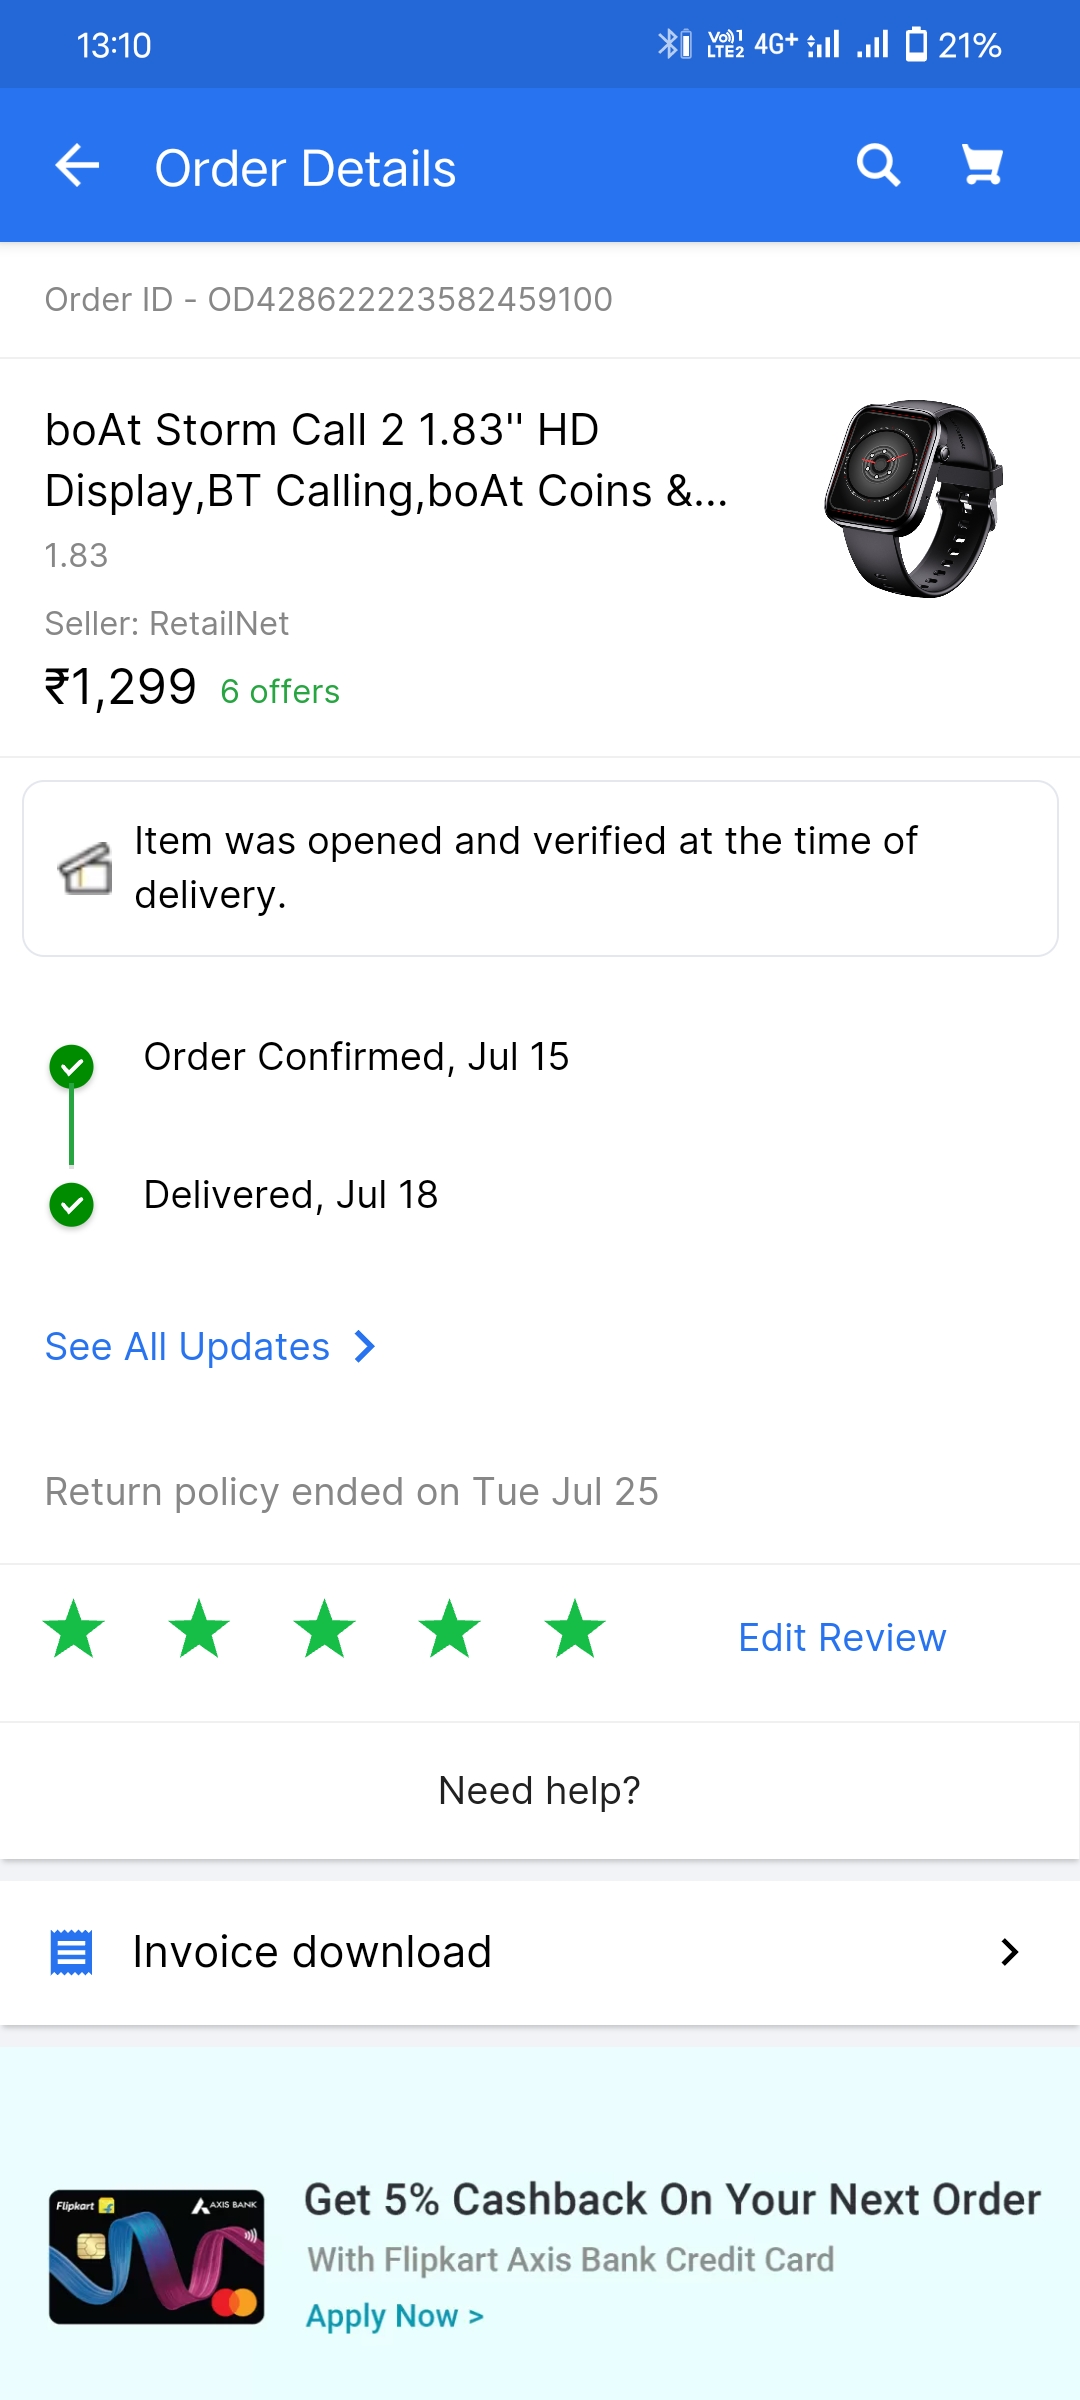 13:10
Vo)) 1
LTE2 4G+ 21%
Order Details
Order ID - OD428622223582459100
boAt Storm Call 2 1.83" HD
Display,BT Calling,boAt Coins &...
1.83
Seller: RetailNet
₹1,299 6 offers
Item was opened and verified at the time of
delivery.
Order Confirmed, Jul 15
Delivered, Jul 18
See All Updates
Return policy ended on Tue Jul 25
Edit Review
Need help?
Invoice download
Flipkart AXIS BANK
Get 5% Cashback On Your Next Order
With Flipkart Axis Bank Credit Card
Apply Now >